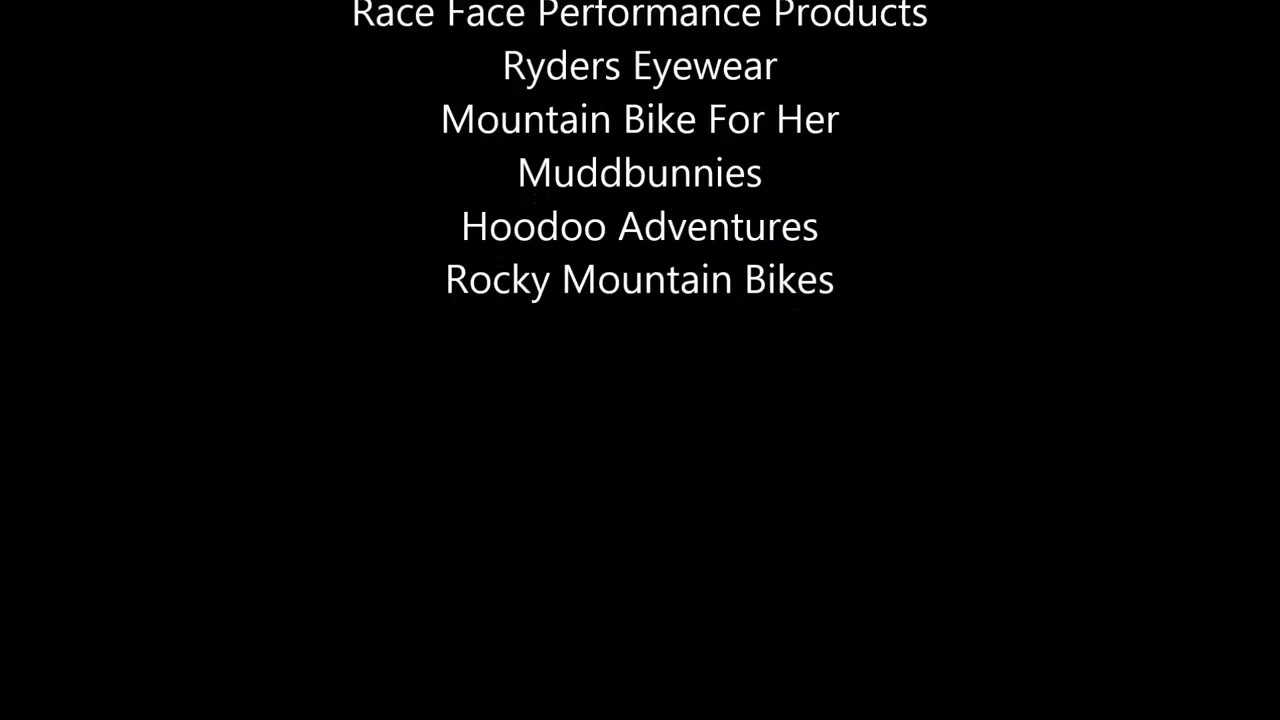 Race Face Performance Products
Ryders Eyewear
Mountain Bike For Her
Muddbunnies
Hoodoo Adventures
Rocky Mountain Bikes